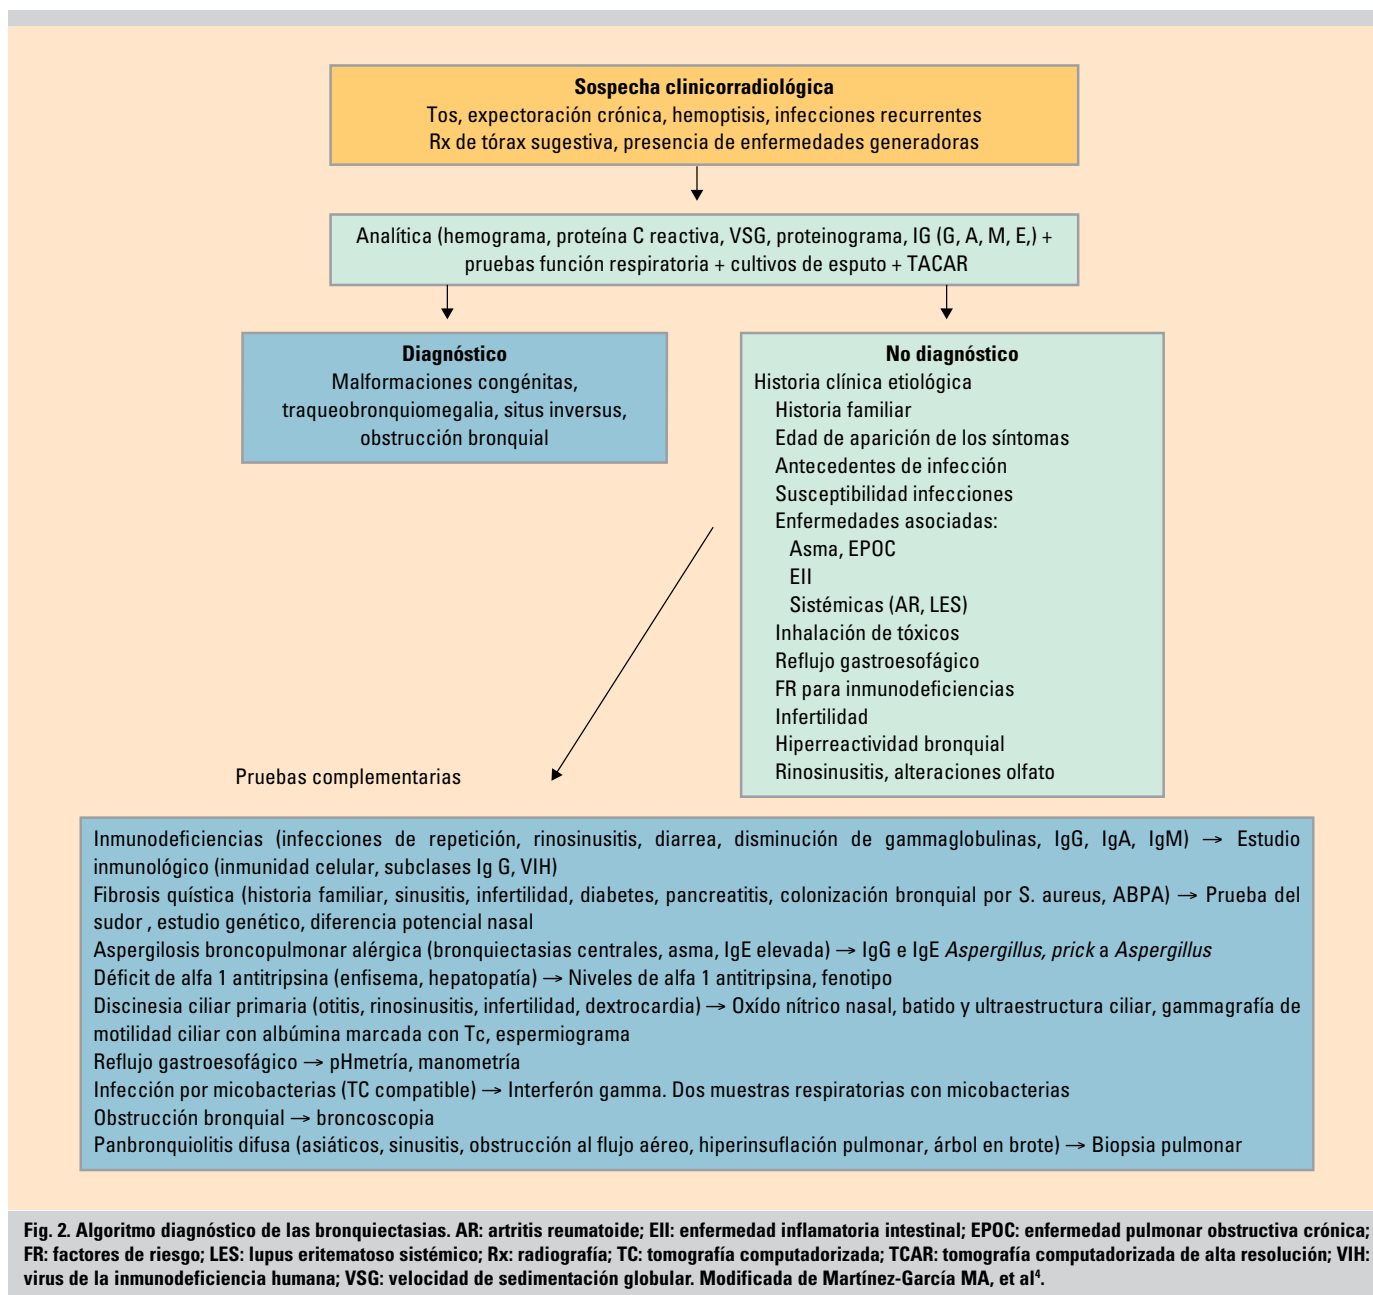 Sospecha clinicorradiológica
Tos, expectoración crónica, hemoptisis, infecciones recurrentes
Rx de tórax sugestiva, presencia de enfermedades generadoras
Analítica (hemograma, proteína C reactiva, VSG, proteinograma, IG (G, A, M, E,) +
pruebas función respiratoria + cultivos de esputo + TACAR
Diagnóstico
Malformaciones congénitas,
traqueobronquiomegalia, situs inversus,
obstrucción bronquial
No diagnóstico
Historia clínica etiológica
Historia familiar
Edad de aparición de los síntomas
Antecedentes de infección
Susceptibilidad infecciones
Enfermedades asociadas:
Asma, EPOC
EII
Sistémicas (AR, LES)
Inhalación de tóxicos
Reflujo gastroesofágico
FR para inmunodeficiencias
Infertilidad
Hiperreactividad bronquial
Rinosinusitis, alteraciones olfato
Pruebas complementarias
Inmunodeficiencias (infecciones de repetición, rinosinusitis, diarrea, disminución de gammaglobulinas, IgG, IgA, IgM) → Estudio
inmunológico (inmunidad celular, subclases Ig G, VIH)
Fibrosis quística (historia familiar, sinusitis, infertilidad, diabetes, pancreatitis, colonización bronquial por S. aureus, ABPA) → Prueba del
sudor , estudio genético, diferencia potencial nasal
Aspergilosis broncopulmonar alérgica (bronquiectasias centrales, asma, IgE elevada) → IgG e IgE Aspergillus, prick a Aspergillus
Déficit de alfa 1 antitripsina (enfisema, hepatopatía) → Niveles de alfa 1 antitripsina, fenotipo
Discinesia ciliar primaria (otitis, rinosinusitis, infertilidad, dextrocardia) → Oxído nítrico nasal, batido y ultraestructura ciliar, gammagrafía de
motilidad ciliar con albúmina marcada con Tc, espermiograma
Reflujo gastroesofágico → pHmetría, manometría
Infección por micobacterias (TC compatible) → Interferón gamma. Dos muestras respiratorias con micobacterias
Obstrucción bronquial → broncoscopia
Panbronquiolitis difusa (asiáticos, sinusitis, obstrucción al flujo aéreo, hiperinsuflación pulmonar, árbol en brote) → Biopsia pulmonar
Fig. 2. Algoritmo diagnóstico de las bronquiectasias. AR: artritis reumatoide; EII: enfermedad inflamatoria intestinal; EPOC: enfermedad pulmonar obstructiva crónica;
FR: factores de riesgo; LES: lupus eritematoso sistémico; Rx: radiografía; TC: tomografía computadorizada; TCAR: tomografía computadorizada de alta resolución; VIH:
virus de la inmunodeficiencia humana; VSG: velocidad de sedimentación globular. Modificada de Martínez-García MA, et al⁴.